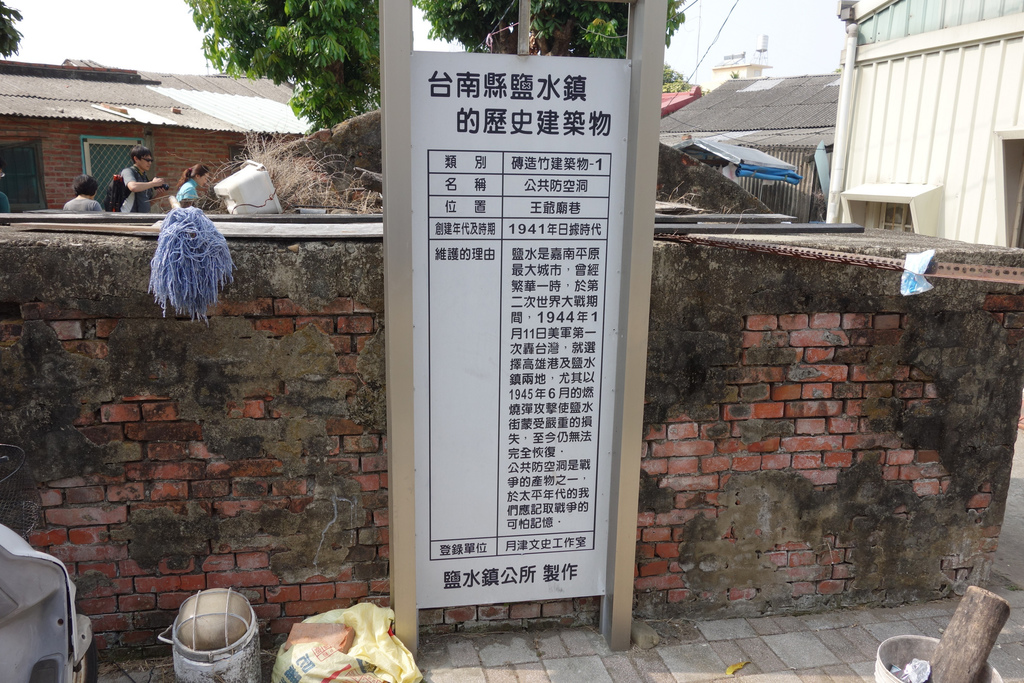 台南縣鹽水鎮
的歷史建築物
類別 磚造竹建築物-1
名稱 公共防空洞
位置 王爺廟巷
創建年代及時期 1941年日據時代
維護的理由 鹽水是嘉南平原
最大城市，曾經
繁華一時，於第
二次世界大戰期
間，1944年1
月11日美軍第一
次轟台灣，就選
擇高雄港及鹽水
鎮兩地，尤其以
1945年6月的燃
燒彈攻擊使鹽水
街蒙受嚴重的損
失，至今仍無法
完全恢復．
公共防空洞是戰
爭的產物之一，
於太平年代的我
們應記取戰爭的
可怕記憶．
登錄單位 月津文史工作室
鹽水鎮公所 製作